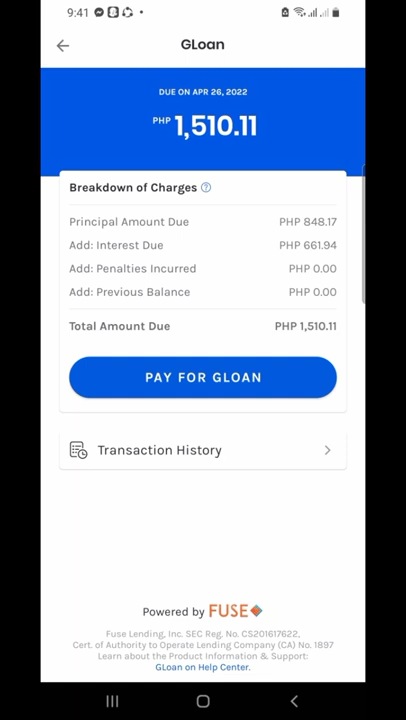 9:41
GLoan
DUE ON APR 26, 2022
PHP 1,510.11
Breakdown of Charges
Principal Amount Due PHP 848.17
Add: Interest Due PHP 661.94
Add: Penalties Incurred PHP 0.00
Add: Previous Balance PHP 0.00
Total Amount Due PHP 1,510.11
PAY FOR GLOAN
Transaction History
Powered by FUSE
Fuse Lending, Inc. SEC Reg. No. CS201617622,
Cert. of Authority to Operate Lending Company (CA) No. 1897
Learn about the Product Information & Support:
GLoan on Help Center.